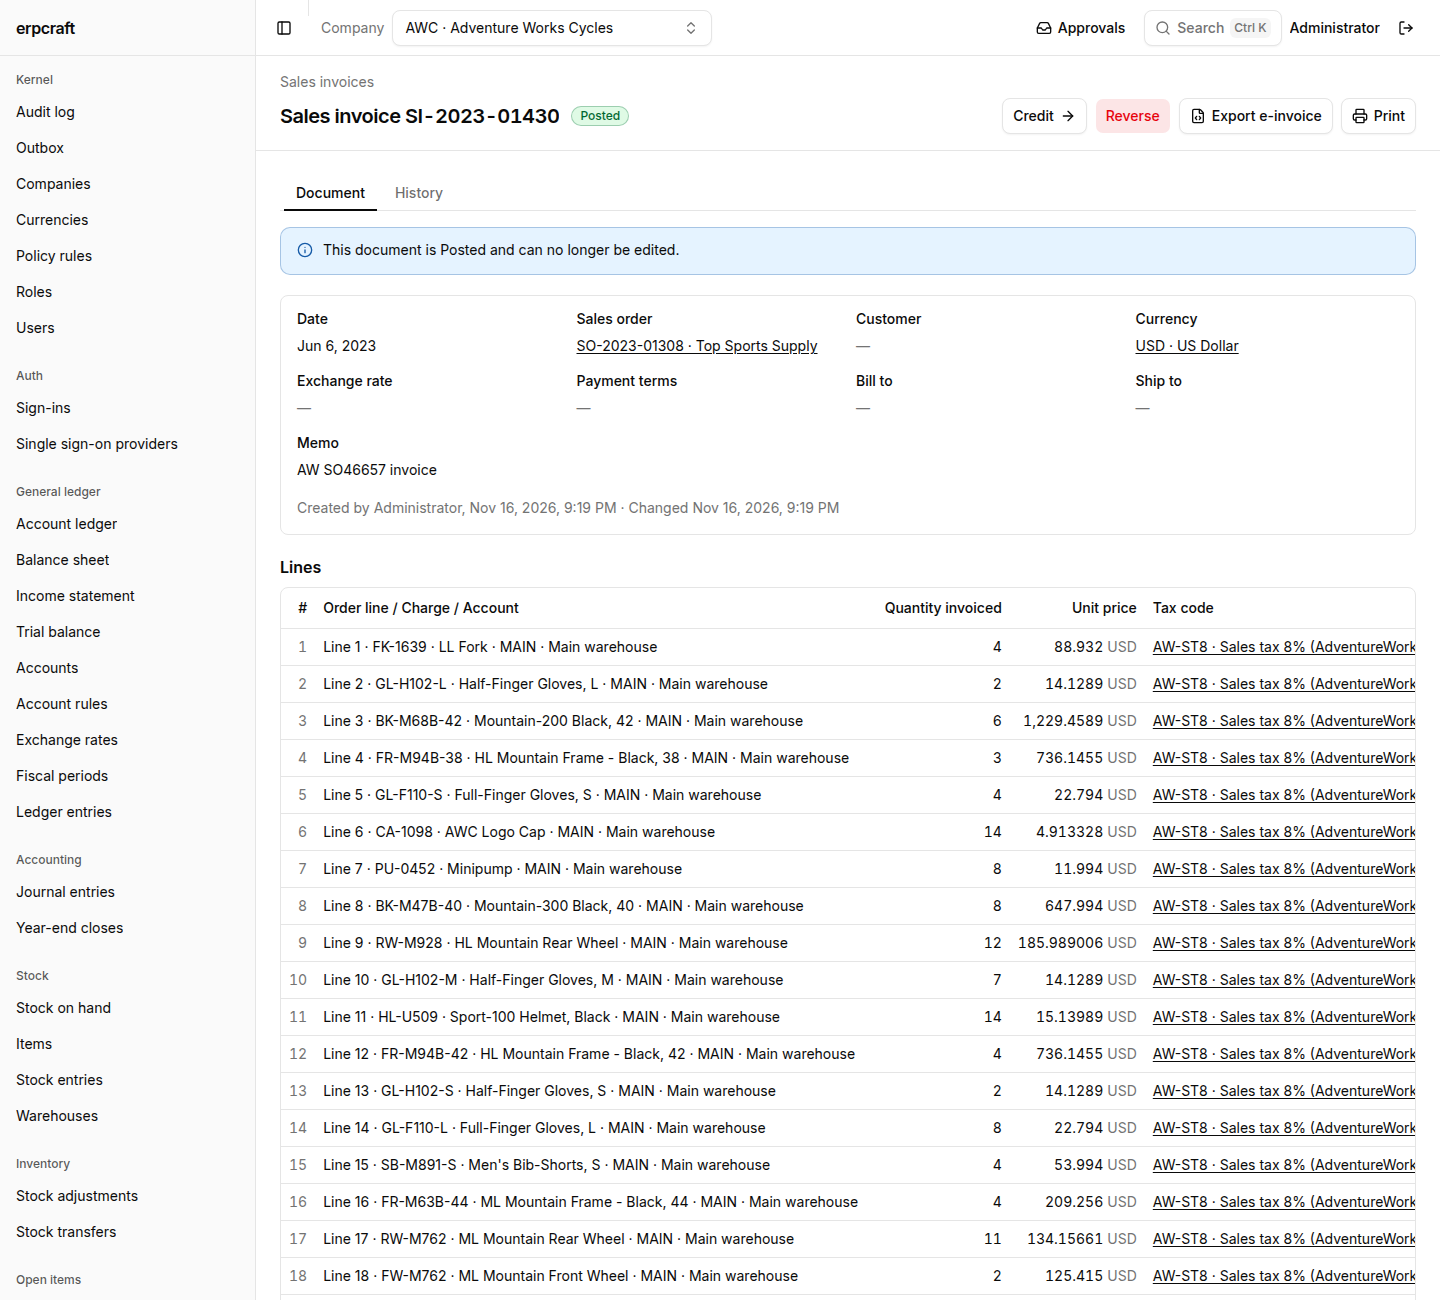 erpcraft
Company
AWC · Adventure Works Cycles
Approvals
Search Ctrl K
Administrator
Kernel
Audit log
Outbox
Companies
Currencies
Policy rules
Roles
Users
Auth
Sign-ins
Single sign-on providers
General ledger
Account ledger
Balance sheet
Income statement
Trial balance
Accounts
Account rules
Exchange rates
Fiscal periods
Ledger entries
Accounting
Journal entries
Year-end closes
Stock
Stock on hand
Items
Stock entries
Warehouses
Inventory
Stock adjustments
Stock transfers
Open items
Sales invoices
Sales invoice SI-2023-01430 Posted
Credit Reverse Export e-invoice Print
Document History
This document is Posted and can no longer be edited.
Date Sales order Customer Currency
Jun 6, 2023 SO-2023-01308 · Top Sports Supply — USD · US Dollar
Exchange rate Payment terms Bill to Ship to
— — — —
Memo
AW SO46657 invoice
Created by Administrator, Nov 16, 2026, 9:19 PM · Changed Nov 16, 2026, 9:19 PM
Lines
# Order line / Charge / Account Quantity invoiced Unit price Tax code
1 Line 1 · FK-1639 · LL Fork · MAIN · Main warehouse 4 88.932 USD AW-ST8 · Sales tax 8% (AdventureWork
2 Line 2 · GL-H102-L · Half-Finger Gloves, L · MAIN · Main warehouse 2 14.1289 USD AW-ST8 · Sales tax 8% (AdventureWork
3 Line 3 · BK-M68B-42 · Mountain-200 Black, 42 · MAIN · Main warehouse 6 1,229.4589 USD AW-ST8 · Sales tax 8% (AdventureWork
4 Line 4 · FR-M94B-38 · HL Mountain Frame - Black, 38 · MAIN · Main warehouse 3 736.1455 USD AW-ST8 · Sales tax 8% (AdventureWork
5 Line 5 · GL-F110-S · Full-Finger Gloves, S · MAIN · Main warehouse 4 22.794 USD AW-ST8 · Sales tax 8% (AdventureWork
6 Line 6 · CA-1098 · AWC Logo Cap · MAIN · Main warehouse 14 4.913328 USD AW-ST8 · Sales tax 8% (AdventureWork
7 Line 7 · PU-0452 · Minipump · MAIN · Main warehouse 8 11.994 USD AW-ST8 · Sales tax 8% (AdventureWork
8 Line 8 · BK-M47B-40 · Mountain-300 Black, 40 · MAIN · Main warehouse 8 647.994 USD AW-ST8 · Sales tax 8% (AdventureWork
9 Line 9 · RW-M928 · HL Mountain Rear Wheel · MAIN · Main warehouse 12 185.989006 USD AW-ST8 · Sales tax 8% (AdventureWork
10 Line 10 · GL-H102-M · Half-Finger Gloves, M · MAIN · Main warehouse 7 14.1289 USD AW-ST8 · Sales tax 8% (AdventureWork
11 Line 11 · HL-U509 · Sport-100 Helmet, Black · MAIN · Main warehouse 14 15.13989 USD AW-ST8 · Sales tax 8% (AdventureWork
12 Line 12 · FR-M94B-42 · HL Mountain Frame - Black, 42 · MAIN · Main warehouse 4 736.1455 USD AW-ST8 · Sales tax 8% (AdventureWork
13 Line 13 · GL-H102-S · Half-Finger Gloves, S · MAIN · Main warehouse 2 14.1289 USD AW-ST8 · Sales tax 8% (AdventureWork
14 Line 14 · GL-F110-L · Full-Finger Gloves, L · MAIN · Main warehouse 8 22.794 USD AW-ST8 · Sales tax 8% (AdventureWork
15 Line 15 · SB-M891-S · Men's Bib-Shorts, S · MAIN · Main warehouse 4 53.994 USD AW-ST8 · Sales tax 8% (AdventureWork
16 Line 16 · FR-M63B-44 · ML Mountain Frame - Black, 44 · MAIN · Main warehouse 4 209.256 USD AW-ST8 · Sales tax 8% (AdventureWork
17 Line 17 · RW-M762 · ML Mountain Rear Wheel · MAIN · Main warehouse 11 134.15661 USD AW-ST8 · Sales tax 8% (AdventureWork
18 Line 18 · FW-M762 · ML Mountain Front Wheel · MAIN · Main warehouse 2 125.415 USD AW-ST8 · Sales tax 8% (AdventureWork